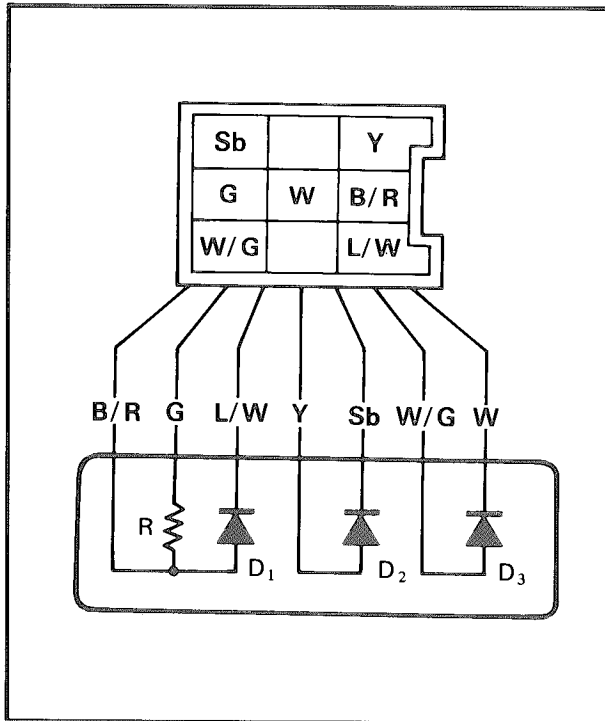 Sb Y
G W B/R
W/G L/W
B/R G L/W Y Sb W/G W
R D₁ D₂ D₃